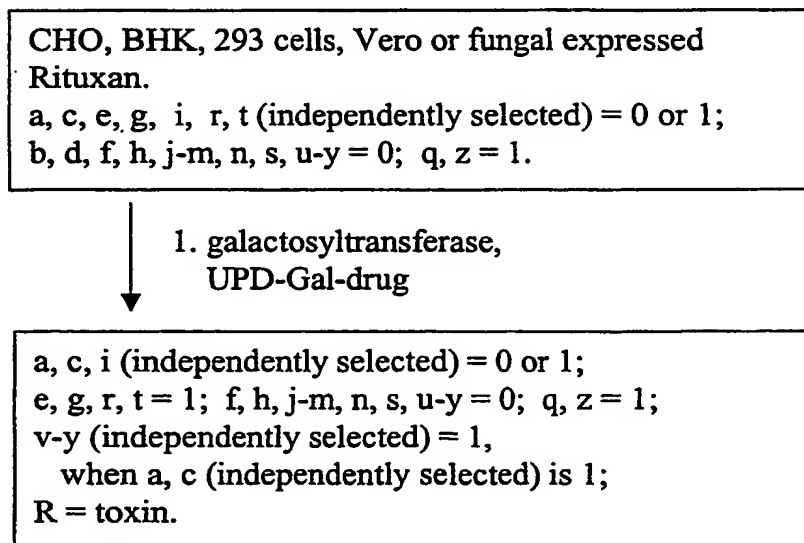 CHO, BHK, 293 cells, Vero or fungal expressed
Rituxan.
a, c, e, g, i, r, t (independently selected) = 0 or 1;
b, d, f, h, j-m, n, s, u-y = 0; q, z = 1.
1. galactosyltransferase,
UPD-Gal-drug
a, c, i (independently selected) = 0 or 1;
e, g, r, t = 1; f, h, j-m, n, s, u-y = 0; q, z = 1;
v-y (independently selected) = 1,
when a, c (independently selected) is 1;
R = toxin.